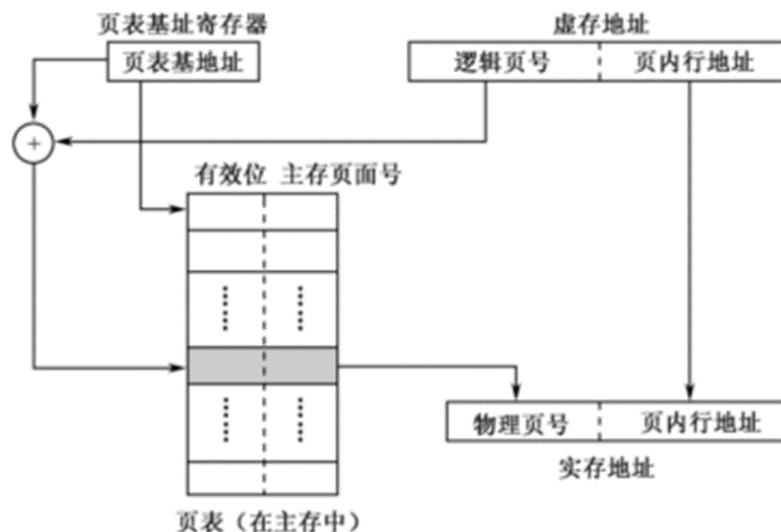 页表基址寄存器
虚存地址
页表基地址
逻辑页号
页内行地址
+
有效位 主存页面号
物理页号
页内行地址
实存地址
页表（在主存中）